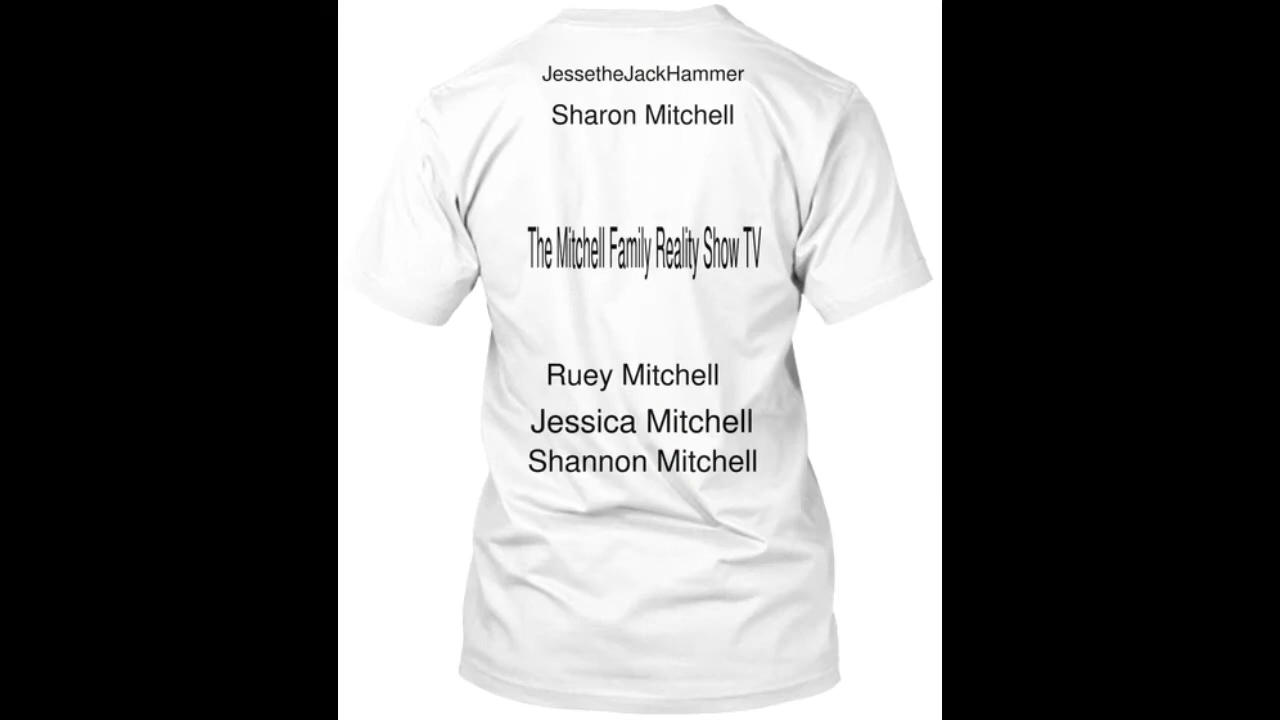 JessetheJackHammer
Sharon Mitchell
The Mitchell Family Reality Show TV
Ruey Mitchell
Jessica Mitchell
Shannon Mitchell